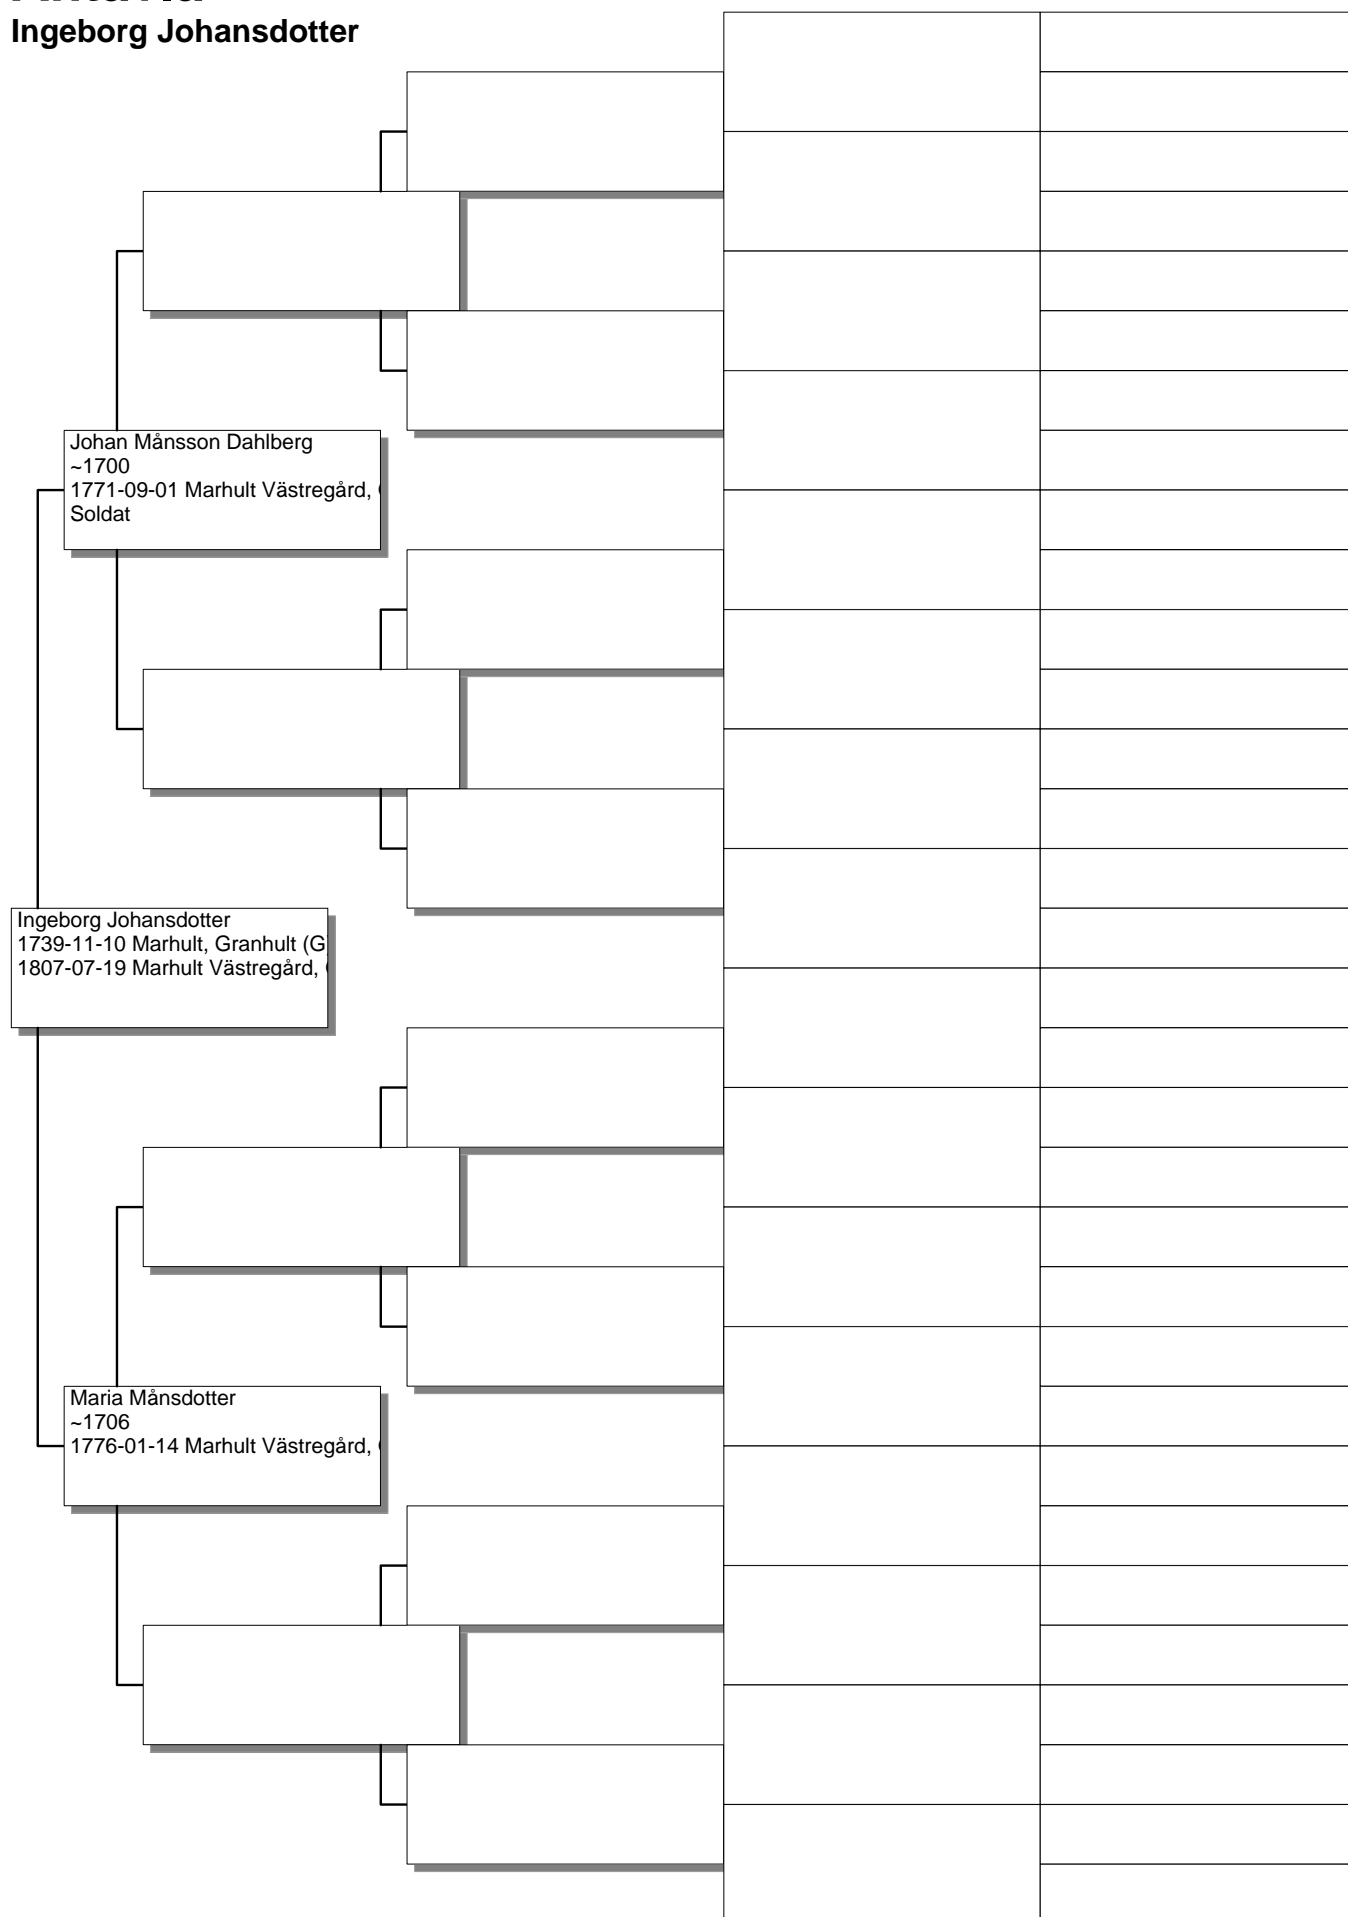 Ingeborg Johansdotter
Johan Månsson Dahlberg
~1700
1771-09-01 Marhult Västregård,
Soldat
Ingeborg Johansdotter
1739-11-10 Marhult, Granhult (G
1807-07-19 Marhult Västregård,
Maria Månsdotter
~1706
1776-01-14 Marhult Västregård,